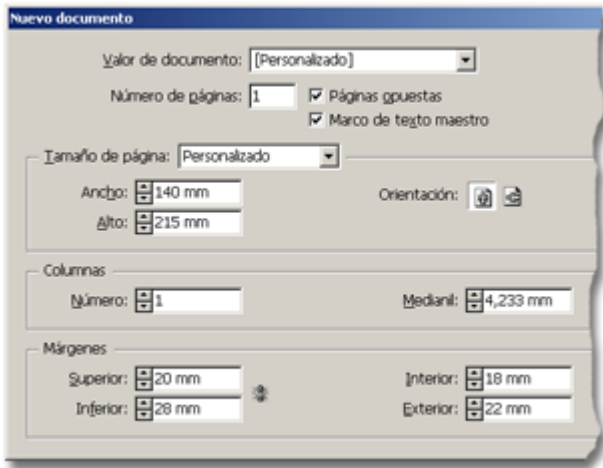 Nuevo documento
Valor de documento: [Personalizado]
Número de páginas: 1 Páginas opuestas
Marco de texto maestro
Tamaño de página: Personalizado
Ancho: 140 mm Orientación:
Alto: 215 mm
Columnas
Número: 1 Medianil: 4,233 mm
Márgenes
Superior: 20 mm Interior: 18 mm
Inferior: 28 mm Exterior: 22 mm